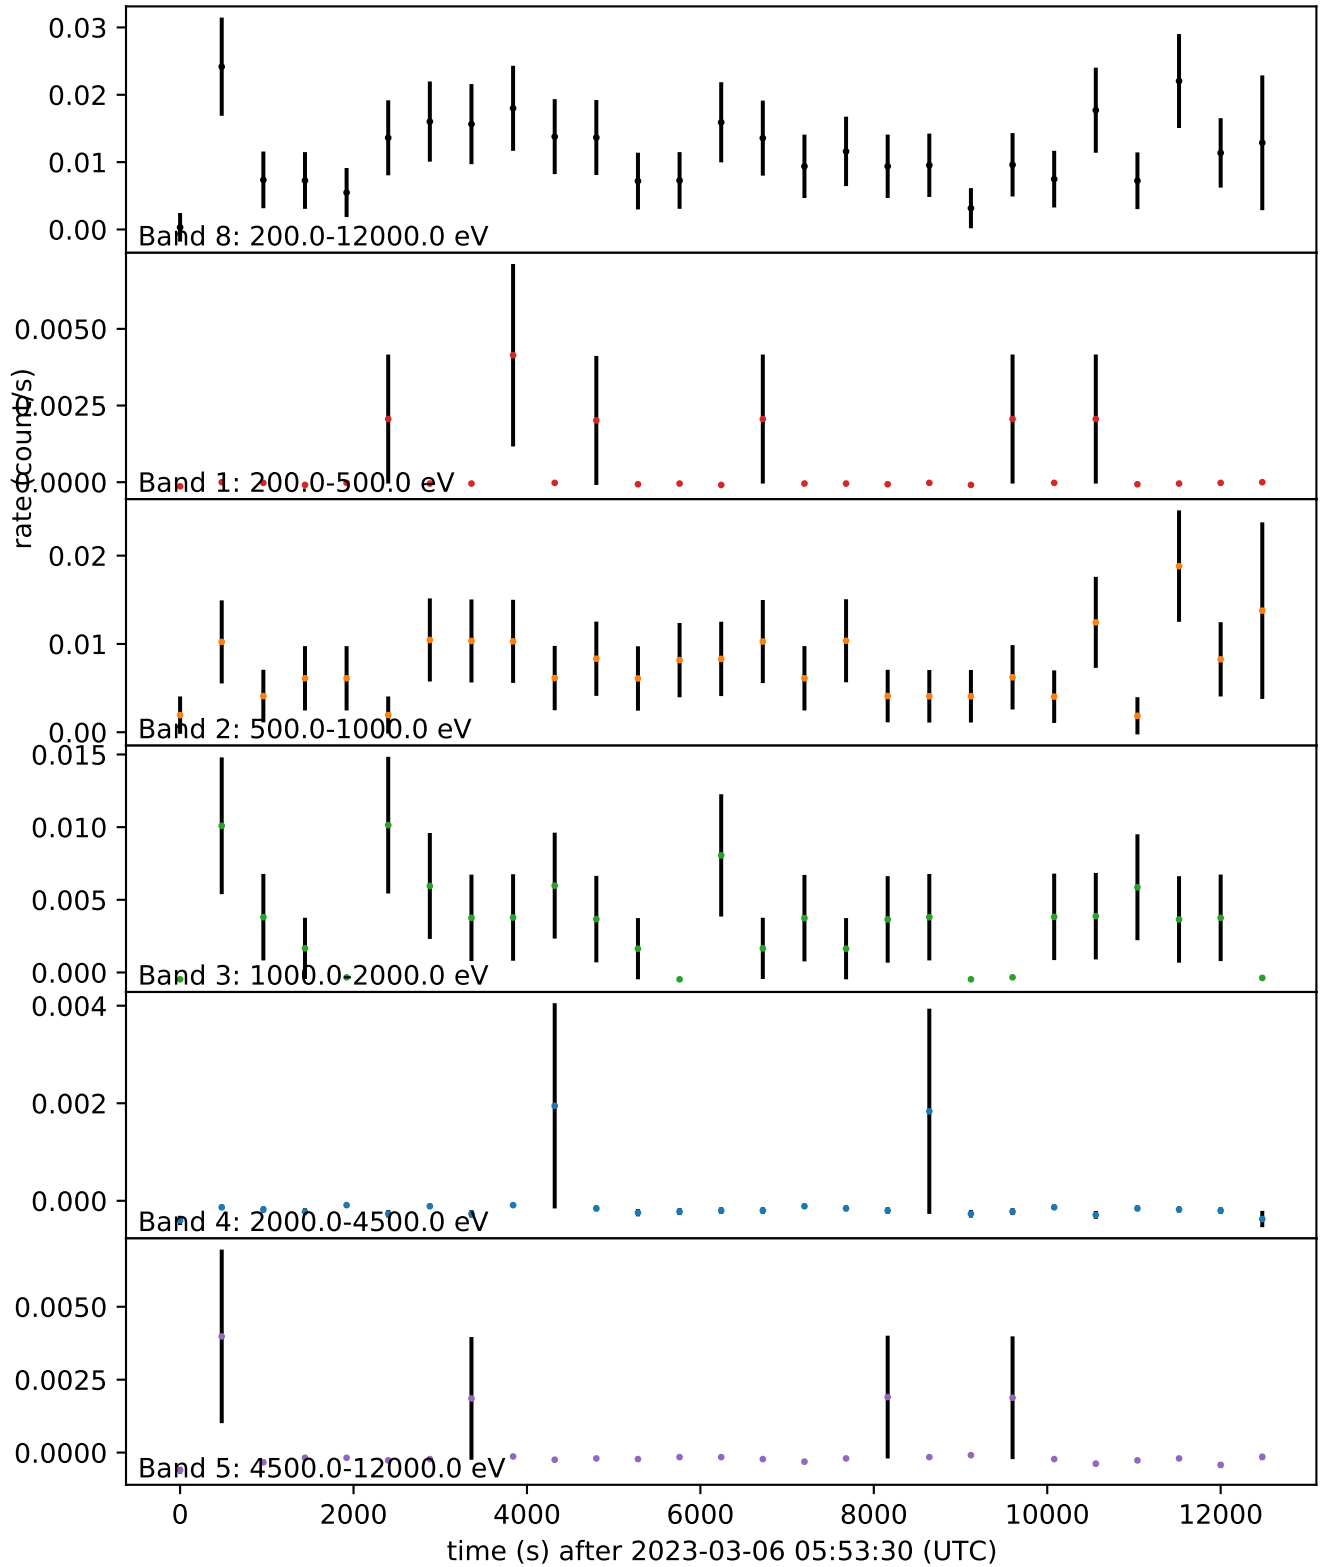 0.03
0.02
0.01
0.00
Band 8: 200.0-12000.0 eV
0.0050
0.0025
0.0000
Band 1: 200.0-500.0 eV
rate (count/s)
0.02
0.01
0.00
Band 2: 500.0-1000.0 eV
0.015
0.010
0.005
0.000
Band 3: 1000.0-2000.0 eV
0.004
0.002
0.000
Band 4: 2000.0-4500.0 eV
0.0050
0.0025
0.0000
Band 5: 4500.0-12000.0 eV
0 2000 4000 6000 8000 10000 12000
time (s) after 2023-03-06 05:53:30 (UTC)